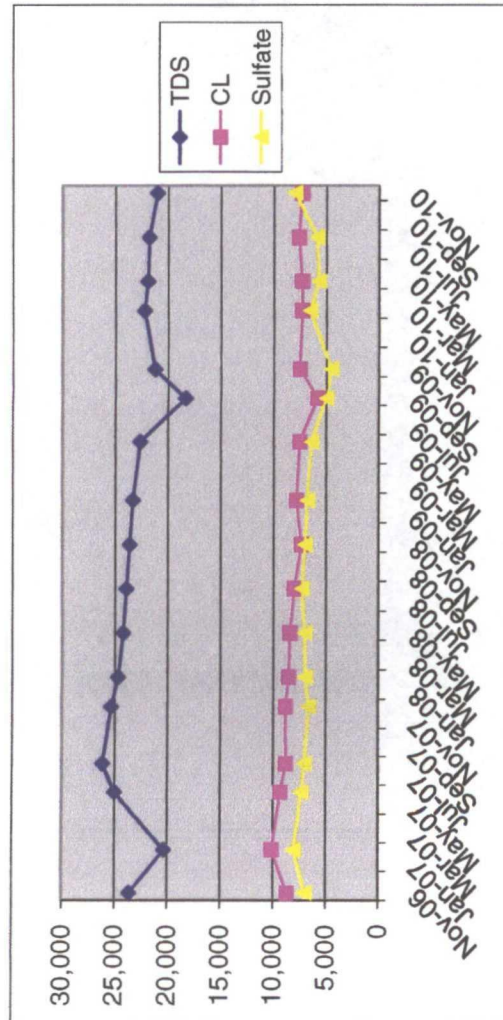 30,000
25,000
20,000
15,000
10,000
5,000
0
Nov-06
Jan-07
Mar-07
May-07
Jul-07
Sep-07
Nov-07
Jan-08
Mar-08
May-08
Jul-08
Sep-08
Nov-08
Jan-09
Mar-09
May-09
Jul-09
Sep-09
Nov-09
Jan-10
Mar-10
May-10
Jul-10
Sep-10
Nov-10
TDS
CL
Sulfate